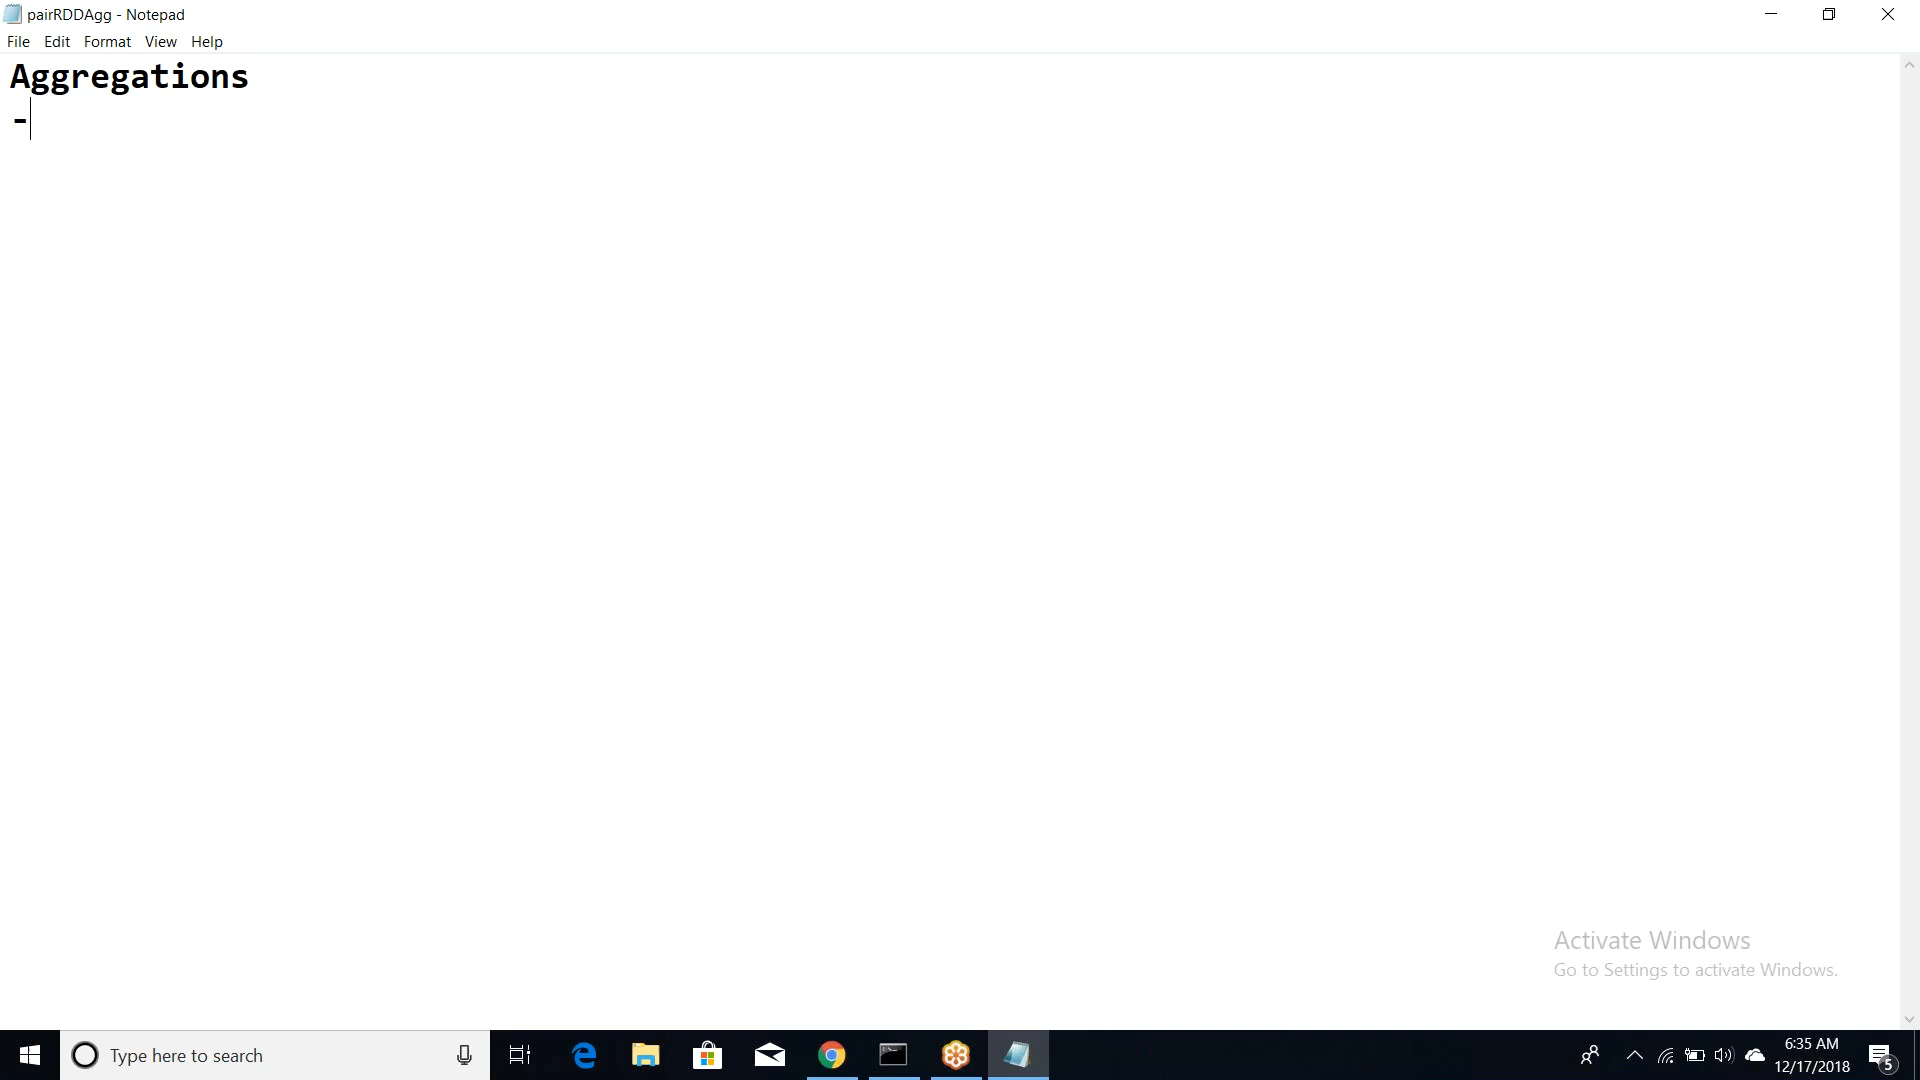 pairRDDAgg - Notepad
File Edit Format View Help
Aggregations
-
Activate Windows
Go to Settings to activate Windows.
Type here to search
6:35 AM
12/17/2018
5